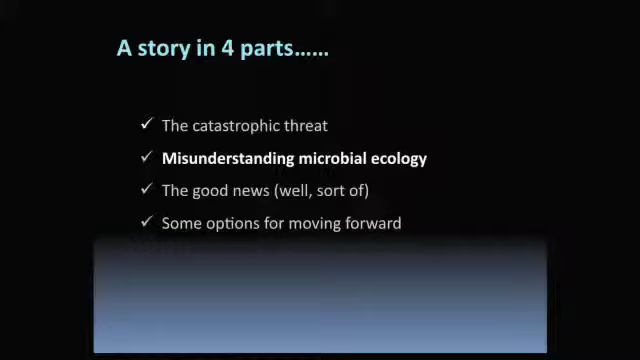 A story in 4 parts......
✓ The catastrophic threat
✓ Misunderstanding microbial ecology
✓ The good news (well, sort of)
✓ Some options for moving forward